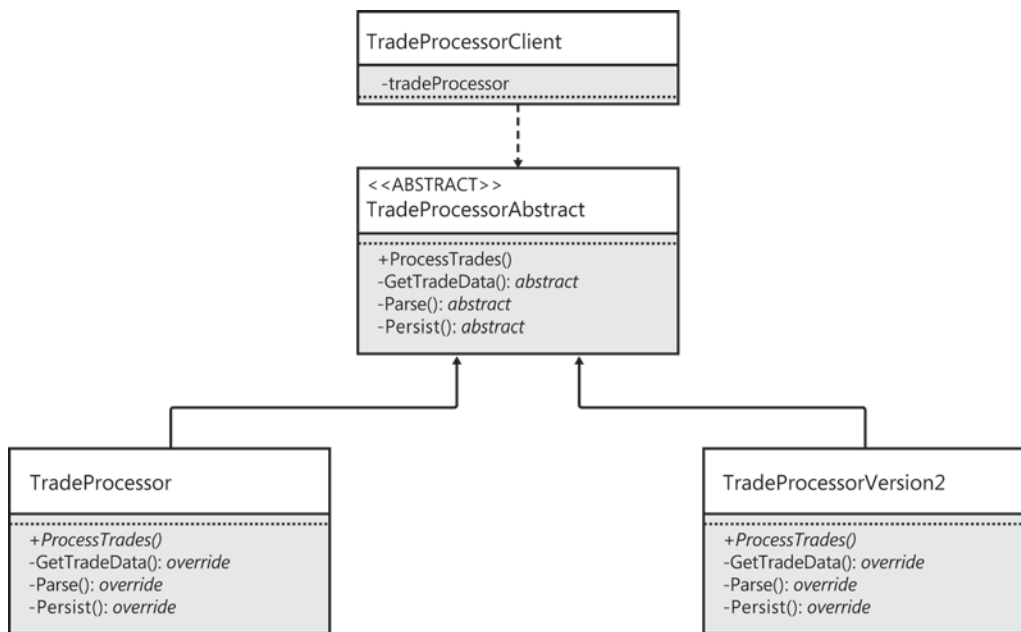 TradeProcessorClient
-tradeProcessor
<<ABSTRACT>>
TradeProcessorAbstract
+ProcessTrades()
-GetTradeData(): abstract
-Parse(): abstract
-Persist(): abstract
TradeProcessor
+ProcessTrades()
-GetTradeData(): override
-Parse(): override
-Persist(): override
TradeProcessorVersion2
+ProcessTrades()
-GetTradeData(): override
-Parse(): override
-Persist(): override